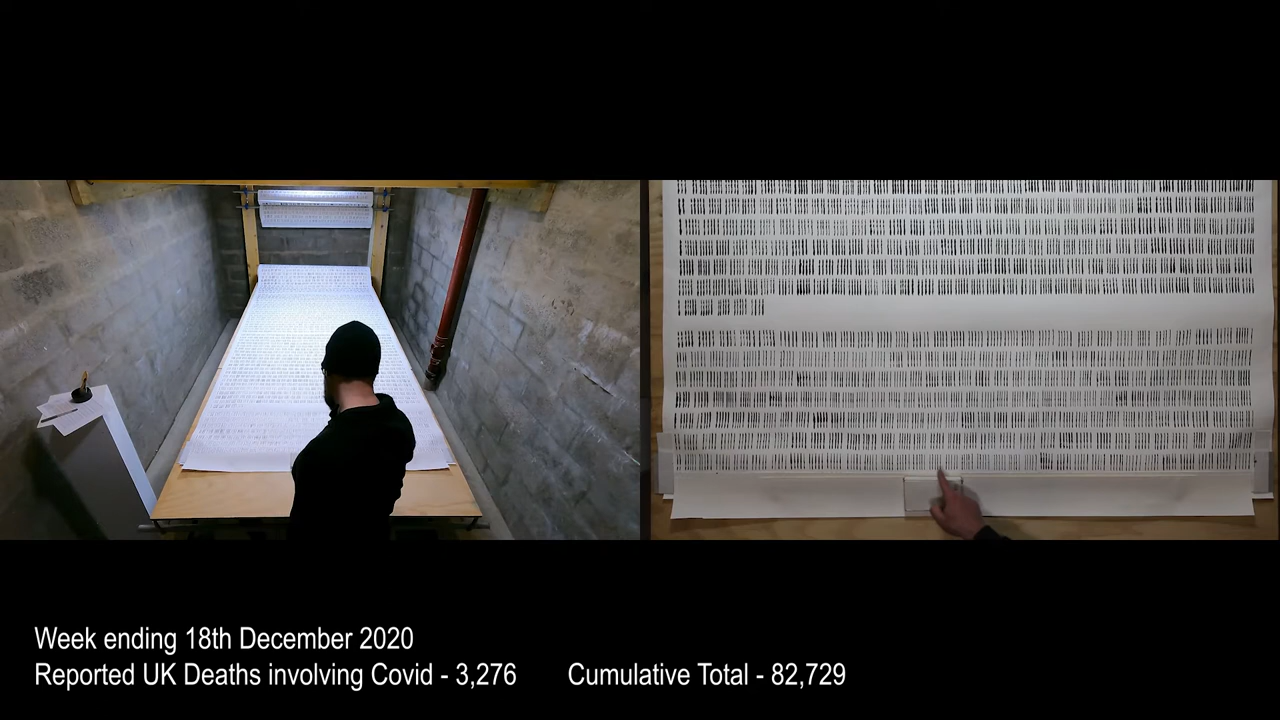 Week ending 18th December 2020
Reported UK Deaths involving Covid - 3,276 Cumulative Total - 82,729